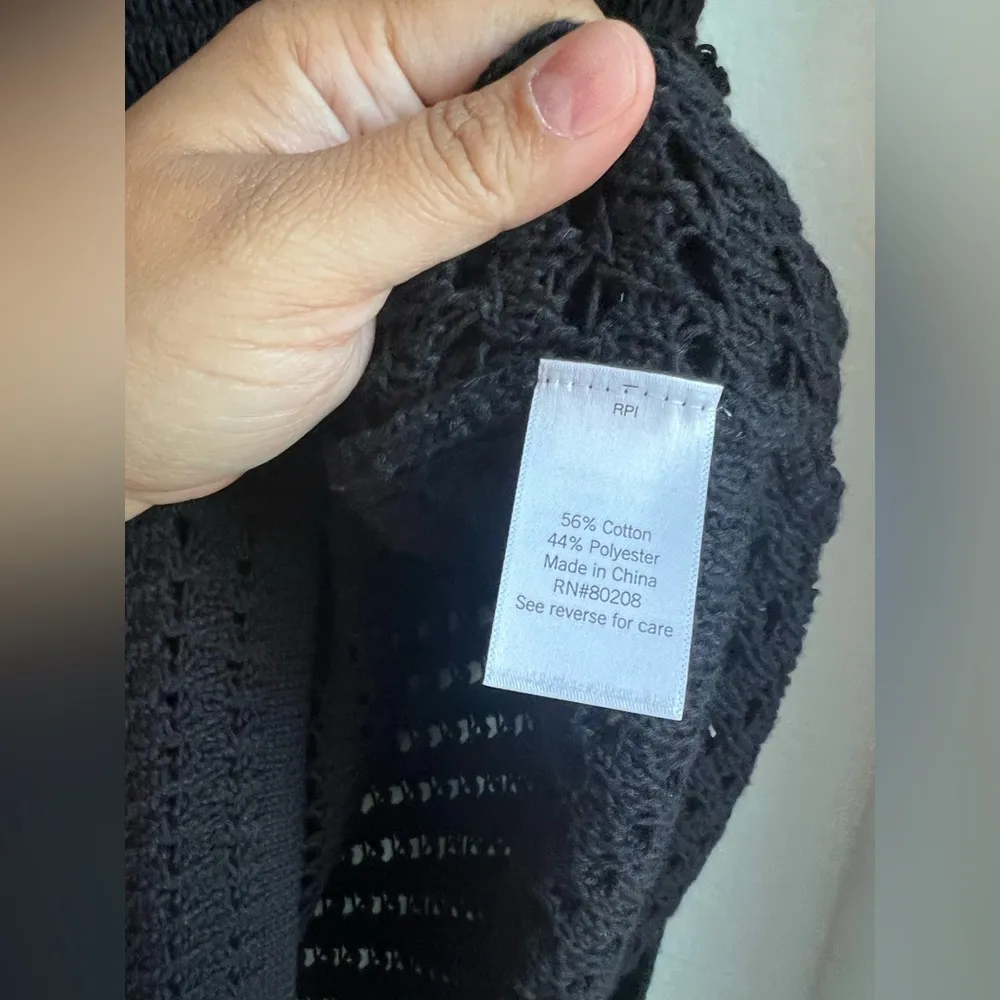 RPI
56% Cotton
44% Polyester
Made in China
RN#80208
See reverse for care